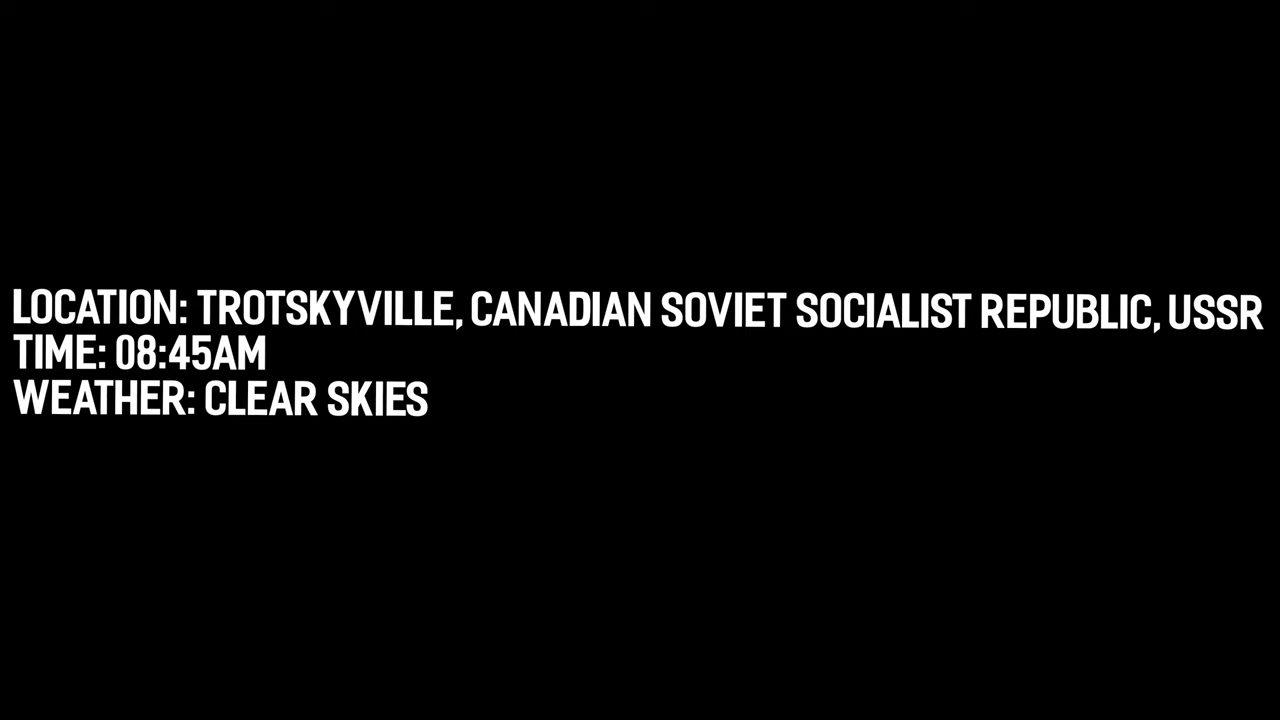 LOCATION: TROTSKYVILLE, CANADIAN SOVIET SOCIALIST REPUBLIC, USSR
TIME: 08:45AM
WEATHER: CLEAR SKIES